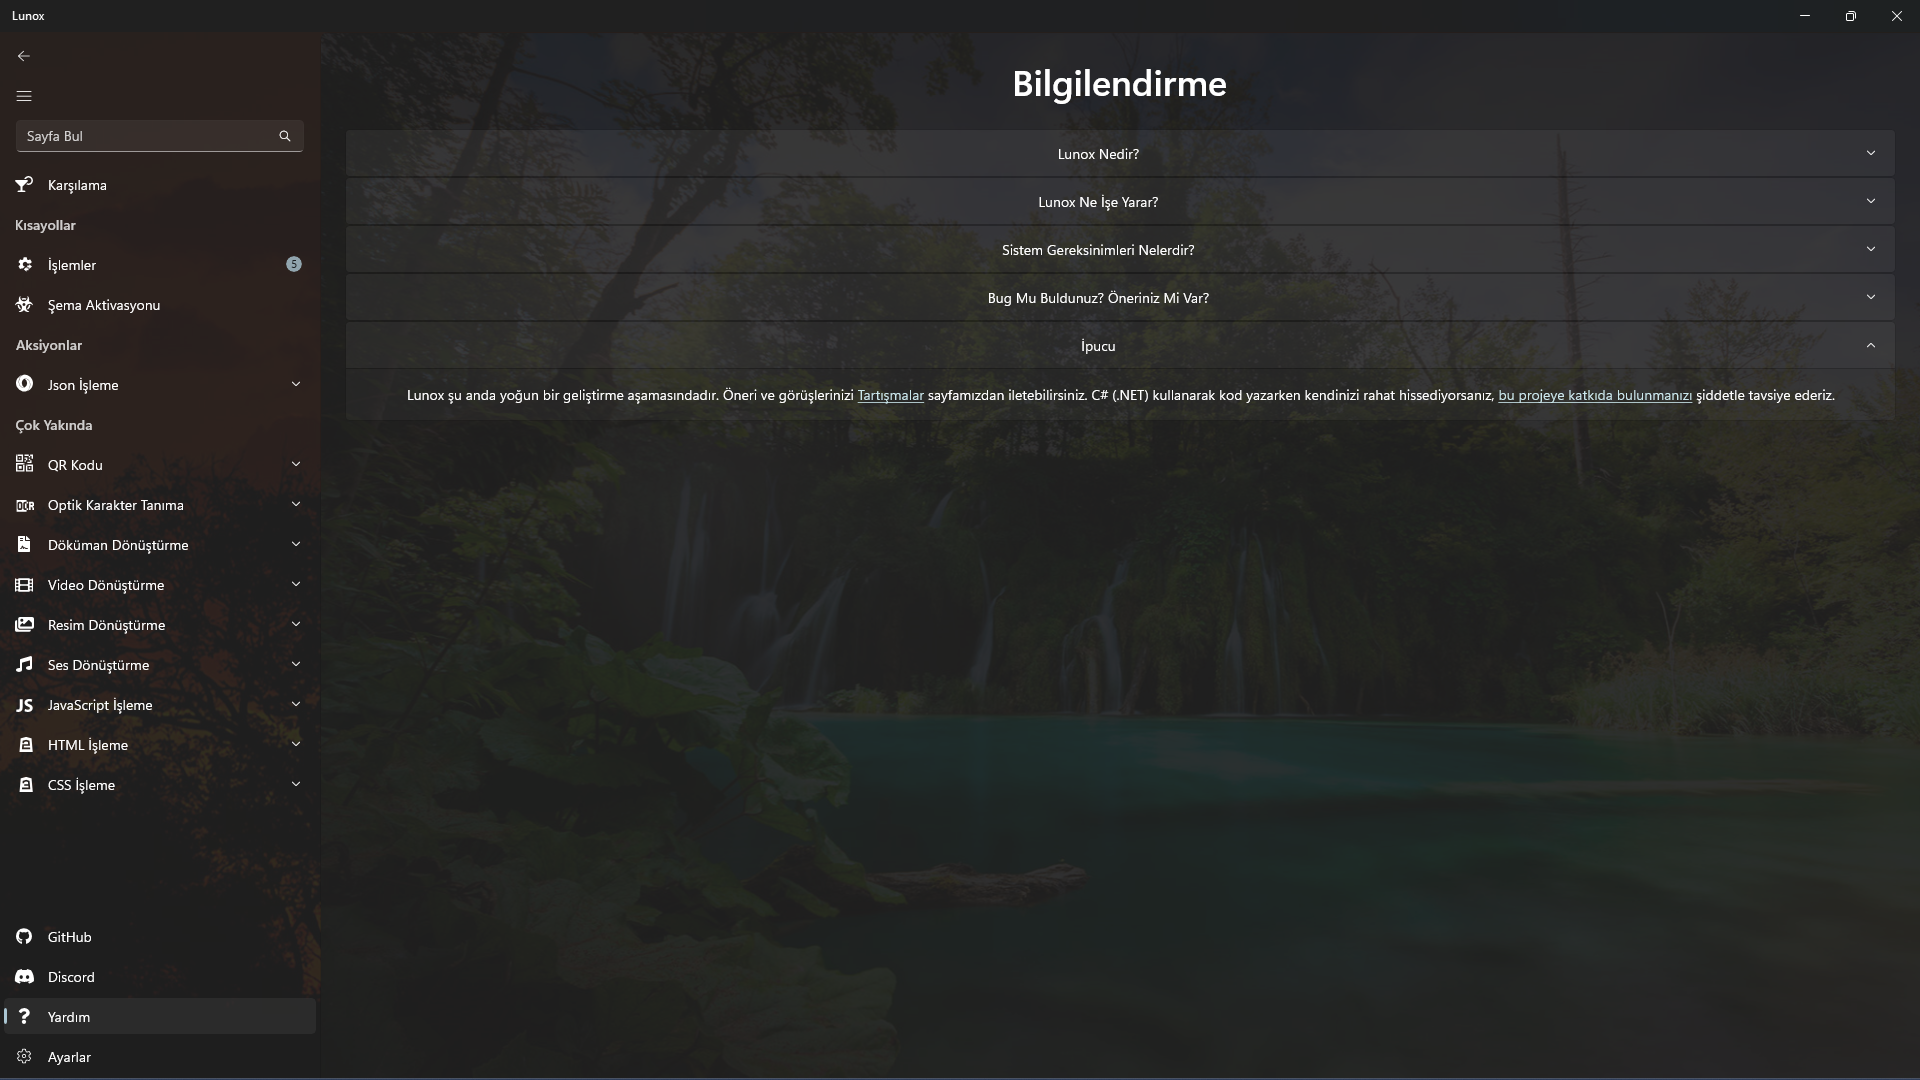 Lunox
Sayfa Bul
Karşılama
Kısayollar
İşlemler
5
Şema Aktivasyonu
Aksiyonlar
Json İşleme
Çok Yakında
QR Kodu
OCR
Optik Karakter Tanıma
Döküman Dönüştürme
Video Dönüştürme
Resim Dönüştürme
Ses Dönüştürme
JS
JavaScript İşleme
HTML İşleme
CSS İşleme
GitHub
Discord
? Yardım
Ayarlar
Bilgilendirme
Lunox Nedir?
Lunox Ne İşe Yarar?
Sistem Gereksinimleri Nelerdir?
Bug Mu Buldunuz? Öneriniz Mi Var?
İpucu
Lunox şu anda yoğun bir geliştirme aşamasındadır. Öneri ve görüşlerinizi Tartışmalar sayfamızdan iletebilirsiniz. C# (.NET) kullanarak kod yazarken kendinizi rahat hissediyorsanız, bu projeye katkıda bulunmanızı şiddetle tavsiye ederiz.